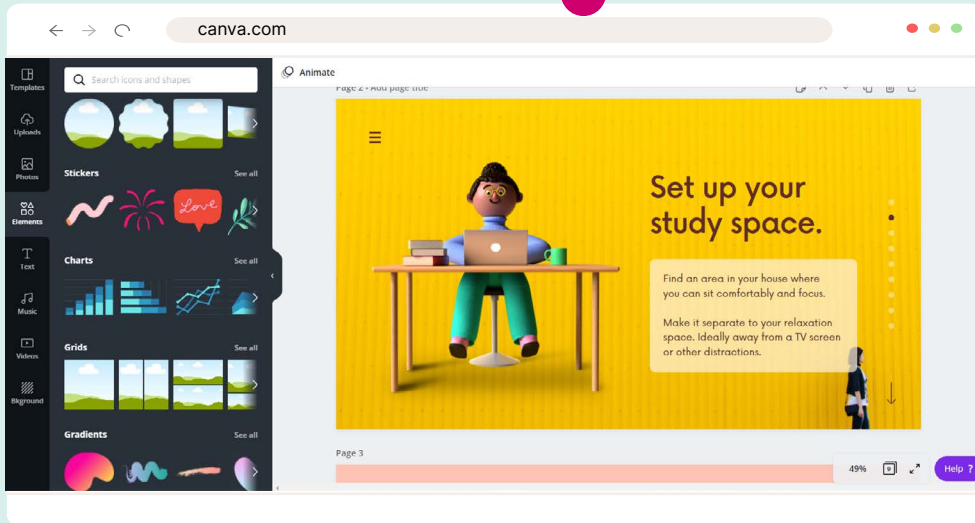 canva.com
Templates
Uploads
Photos
Elements
Text
Music
Videos
Bkground
Search icons and shapes
Stickers See all
Love
Charts See all
Grids See all
Gradients See all
Animate
Page 2 - Add page title
Set up your
study space.
Find an area in your house where
you can sit comfortably and focus.
Make it separate to your relaxation
space. Ideally away from a TV screen
or other distractions.
Page 3
49% 9 Help ?